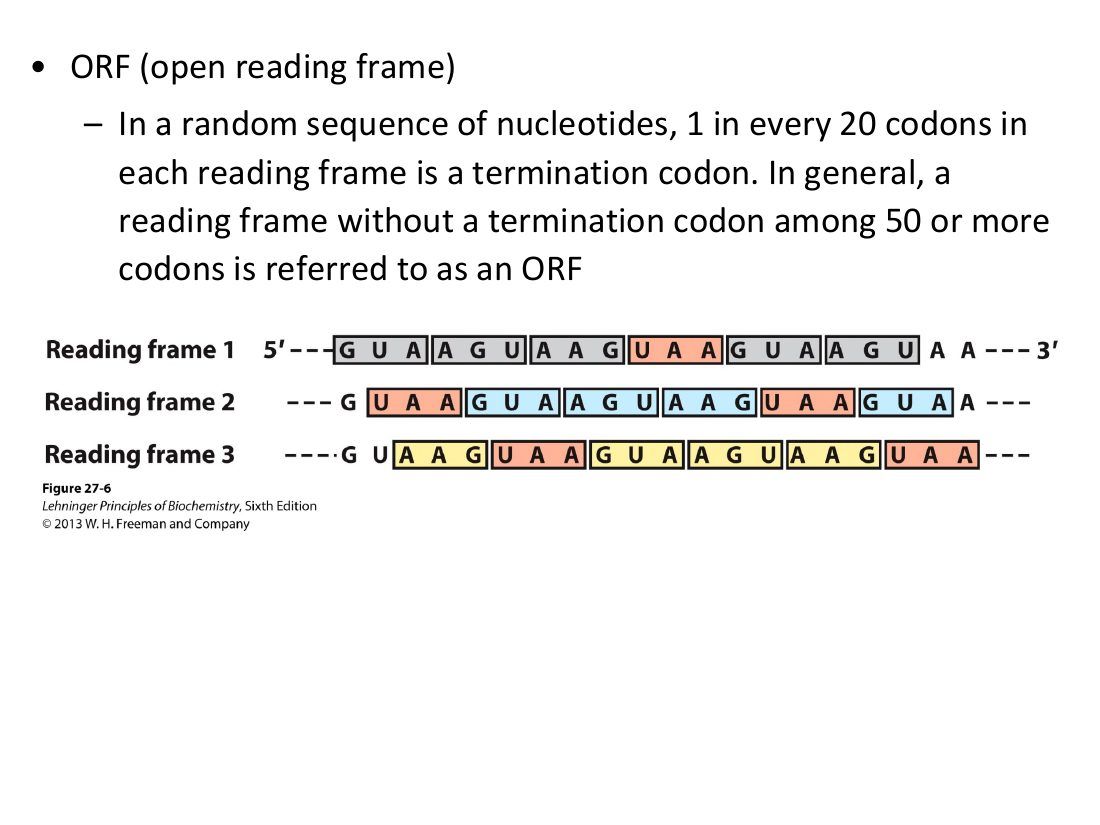 • ORF (open reading frame)
– In a random sequence of nucleotides, 1 in every 20 codons in
each reading frame is a termination codon. In general, a
reading frame without a termination codon among 50 or more
codons is referred to as an ORF
Reading frame 1 5′ --- G U A A G U A A G U A A G U A A G U A A --- 3′
Reading frame 2 --- G U A A G U A A G U A A G U A A G U A A ---
Reading frame 3 --- G U A A G U A A G U A A G U A A G U A A ---
Figure 27-6
Lehninger Principles of Biochemistry, Sixth Edition
© 2013 W. H. Freeman and Company